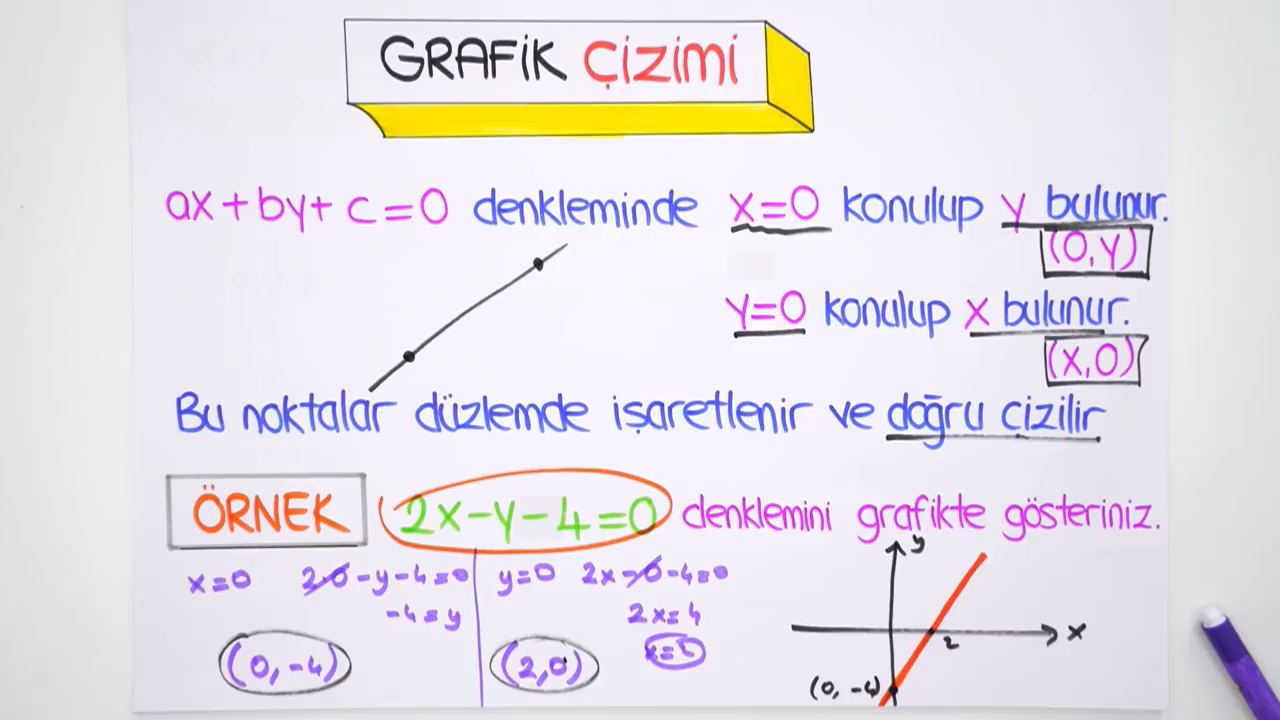 GRAFİK ÇİZİMİ
ax+by+c=0 denkleminde x=0 konulup y bulunur.
(0,y)
y=0 konulup x bulunur.
(x,0)
Bu noktalar düzlemde işaretlenir ve doğru çizilir
ÖRNEK 2x-y-4=0 denklemini grafikte gösteriniz.
x=0 2·0-y-4=0
-4=y
(0,-4)
y=0 2x-0-4=0
2x=4
(2,0)
y
x
2
(0,-4)